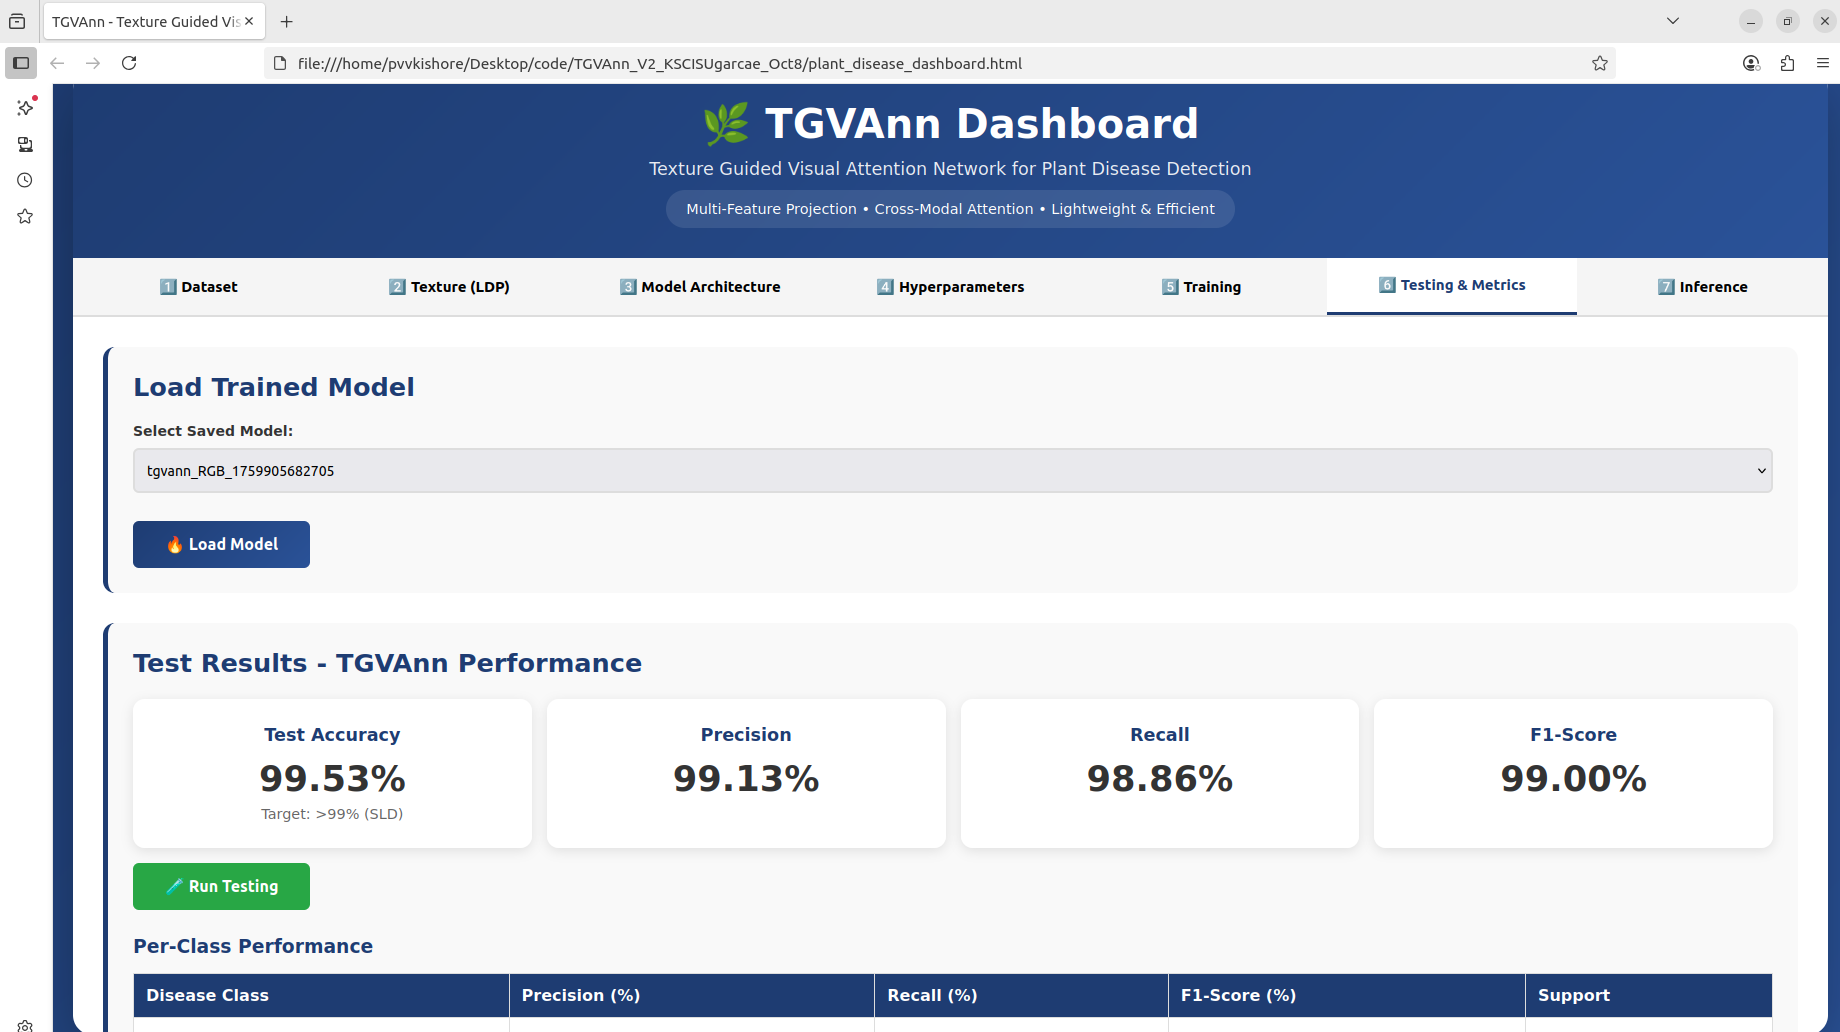 TGVAnn - Texture Guided Vis
file:///home/pvvkishore/Desktop/code/TGVAnn_V2_KSCISUgarcae_Oct8/plant_disease_dashboard.html
🌿 TGVAnn Dashboard
Texture Guided Visual Attention Network for Plant Disease Detection
Multi-Feature Projection • Cross-Modal Attention • Lightweight & Efficient
1️⃣ Dataset
2️⃣ Texture (LDP)
3️⃣ Model Architecture
4️⃣ Hyperparameters
5️⃣ Training
6️⃣ Testing & Metrics
7️⃣ Inference
Load Trained Model
Select Saved Model:
tgvann_RGB_1759905682705
🔥 Load Model
Test Results - TGVAnn Performance
Test Accuracy
99.53%
Target: >99% (SLD)
Precision
99.13%
Recall
98.86%
F1-Score
99.00%
🧪 Run Testing
Per-Class Performance
Disease Class Precision (%) Recall (%) F1-Score (%) Support